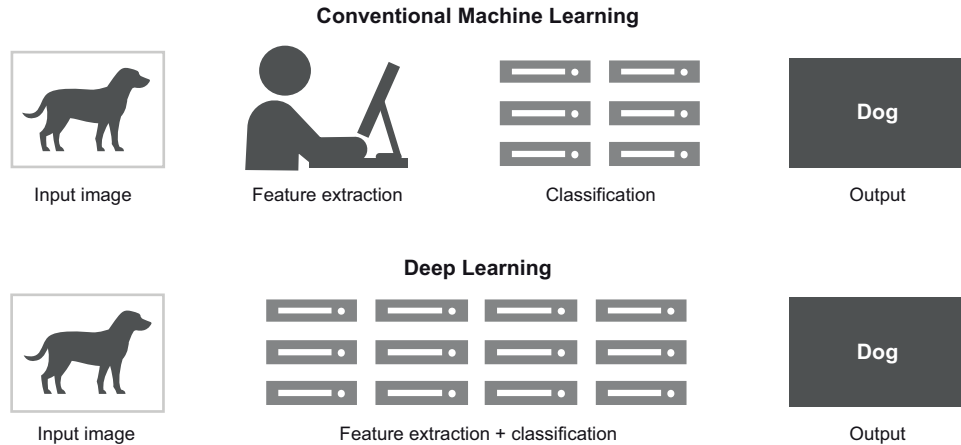 Conventional Machine Learning
Dog
Input image
Feature extraction
Classification
Output
Deep Learning
Dog
Input image
Feature extraction + classification
Output